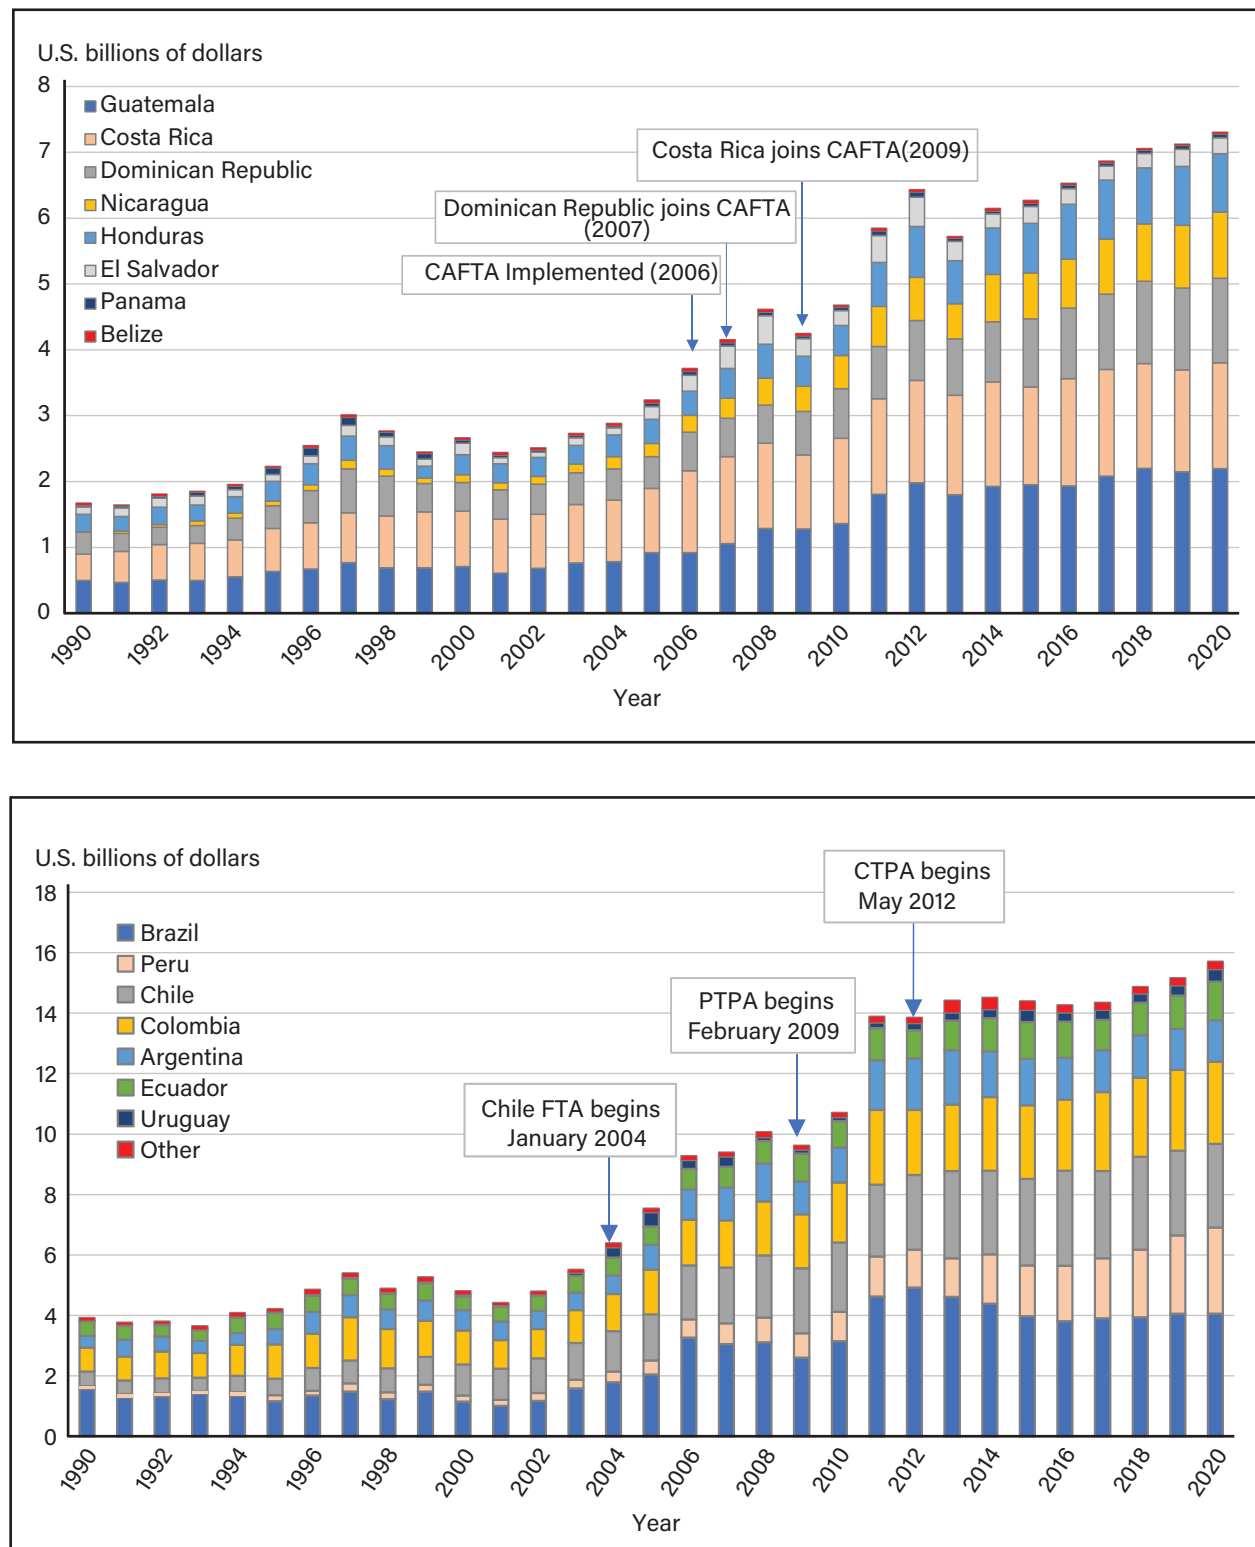 U.S. billions of dollars
8
7
6
5
4
3
2
1
0
Guatemala
Costa Rica
Dominican Republic
Nicaragua
Honduras
El Salvador
Panama
Belize
Costa Rica joins CAFTA(2009)
Dominican Republic joins CAFTA
(2007)
CAFTA Implemented (2006)
1990
1992
1994
1996
1998
2000
2002
2004
2006
2008
2010
2012
2014
2016
2018
2020
Year
U.S. billions of dollars
18
16
14
12
10
8
6
4
2
0
Brazil
Peru
Chile
Colombia
Argentina
Ecuador
Uruguay
Other
CTPA begins
May 2012
PTPA begins
February 2009
Chile FTA begins
January 2004
1990
1992
1994
1996
1998
2000
2002
2004
2006
2008
2010
2012
2014
2016
2018
2020
Year